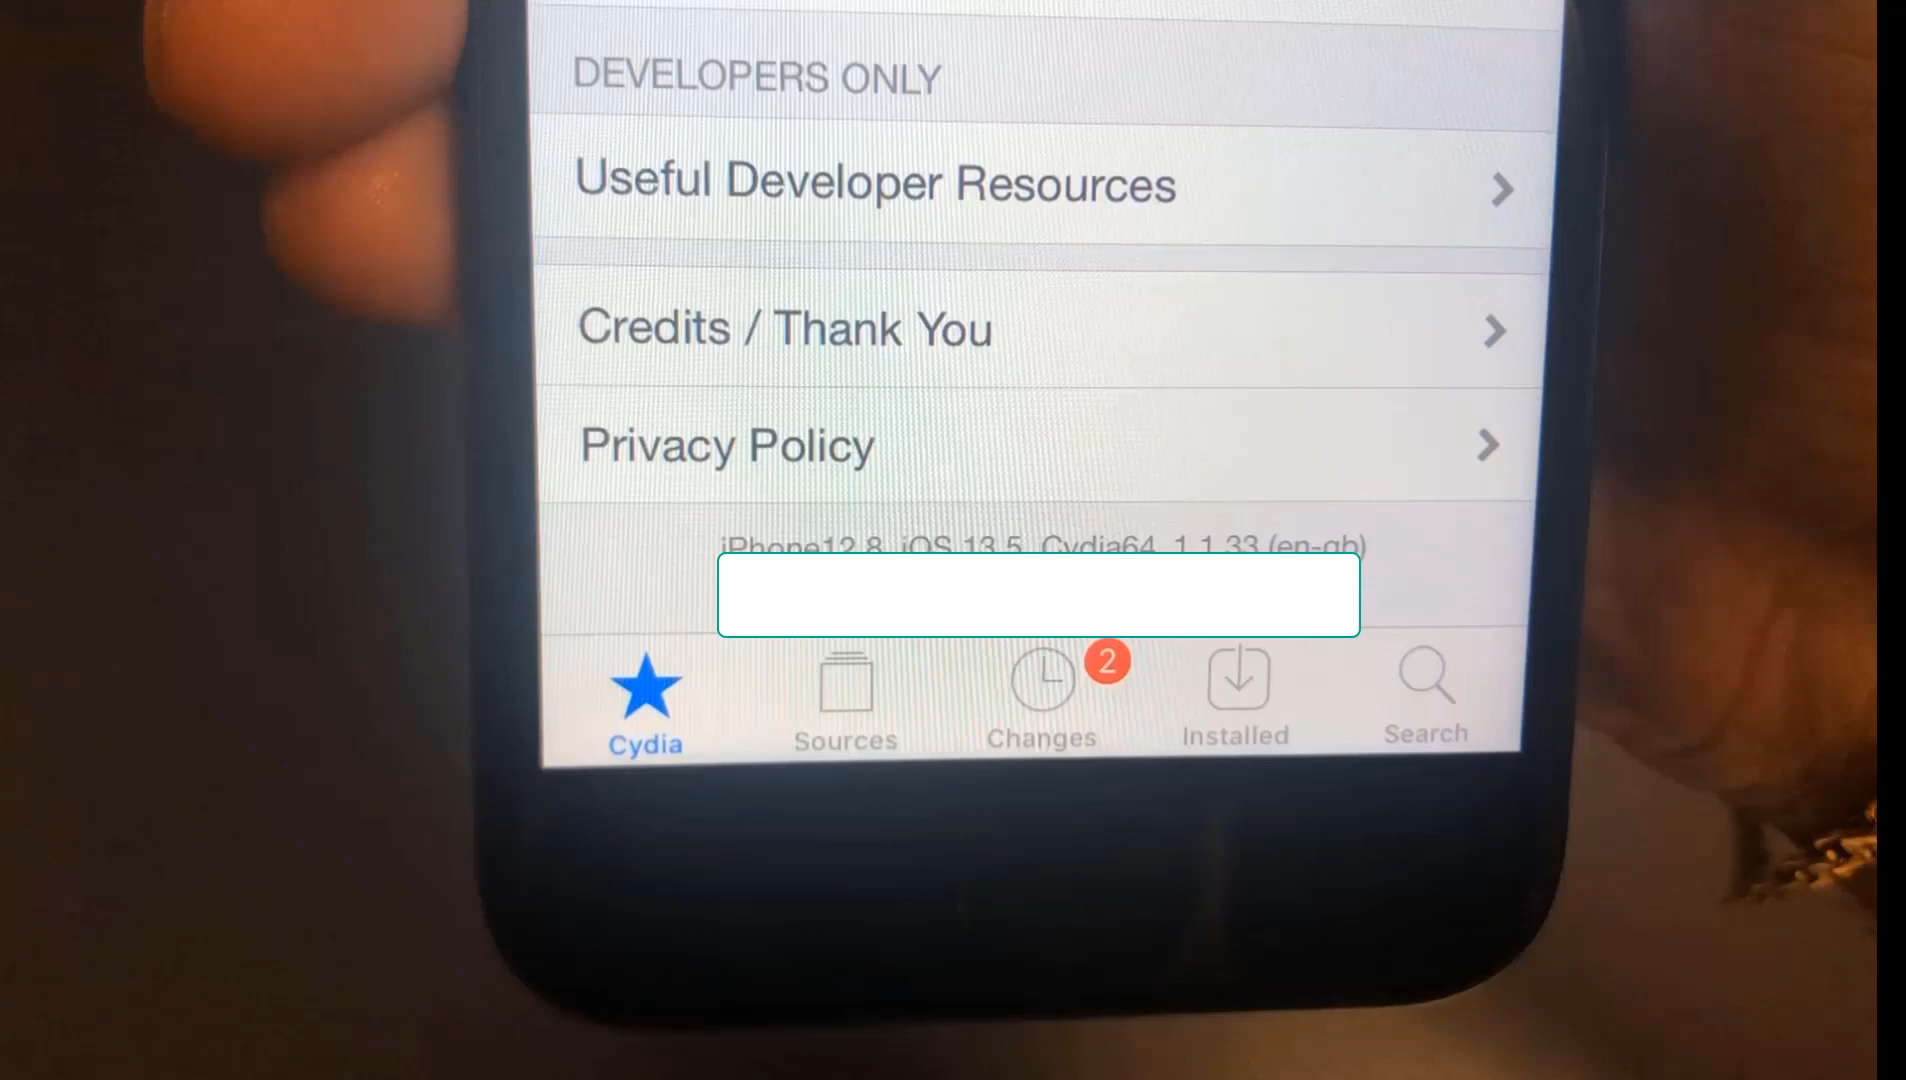 DEVELOPERS ONLY
Useful Developer Resources
Credits / Thank You
Privacy Policy
iPhone12,8 iOS 13.5 Cydia64 1.1.33 (en-gb)
2
Cydia
Sources
Changes
Installed
Search